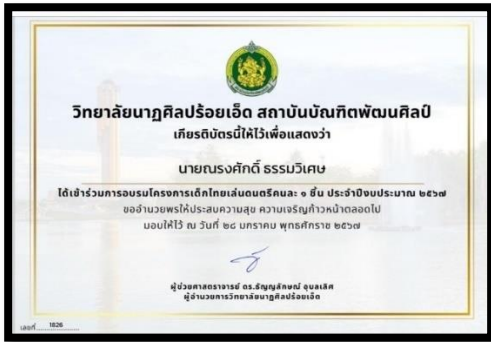 วิทยาลัยนาฏศิลปร้อยเอ็ด สถาบันบัณฑิตพัฒนศิลป์
เกียรติบัตรนี้ให้ไว้เพื่อแสดงว่า
นายณรงศักดิ์ ธรรมวิเศษ
ได้เข้าร่วมการอบรมโครงการเด็กไทยเล่นดนตรีคนละ ๑ ชิ้น ประจำปีงบประมาณ ๒๕๖๗
ขออำนวยพรให้ประสบความสุข ความเจริญก้าวหน้าตลอดไป
มอบให้ไว้ ณ วันที่ ๒๘ มกราคม พุทธศักราช ๒๕๖๗
ผู้ช่วยศาสตราจารย์ ดร.ธัญญลักษณ์ อุบลเลิศ
ผู้อำนวยการวิทยาลัยนาฏศิลปร้อยเอ็ด
เลขที่.....1826..........